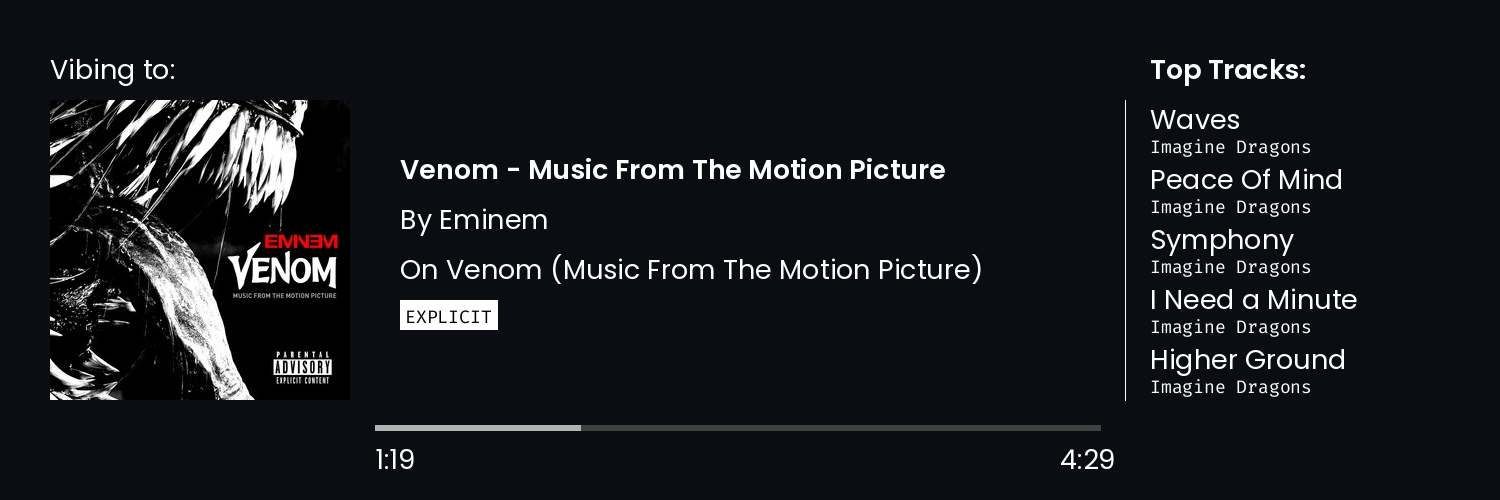 Vibing to:
EMINEM
VENOM
MUSIC FROM THE MOTION PICTURE
PARENTAL
ADVISORY
EXPLICIT CONTENT
Venom - Music From The Motion Picture
By Eminem
On Venom (Music From The Motion Picture)
EXPLICIT
1:19
4:29
Top Tracks:
Waves
Imagine Dragons
Peace Of Mind
Imagine Dragons
Symphony
Imagine Dragons
I Need a Minute
Imagine Dragons
Higher Ground
Imagine Dragons